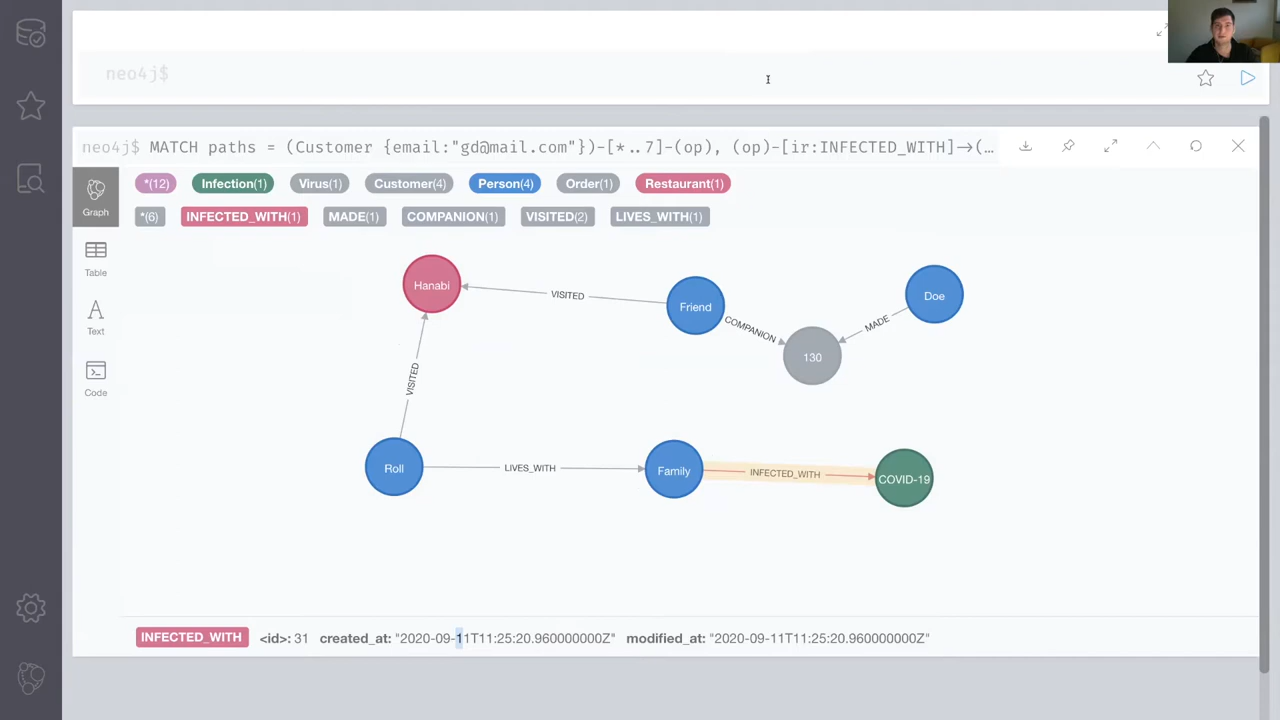 neo4j$
neo4j$ MATCH paths = (Customer {email:"gd@mail.com"})-[*..7]-(op), (op)-[ir:INFECTED_WITH]->(…
*(12) Infection(1) Virus(1) Customer(4) Person(4) Order(1) Restaurant(1)
*(6) INFECTED_WITH(1) MADE(1) COMPANION(1) VISITED(2) LIVES_WITH(1)
Graph
Table
Text
Code
Hanabi
VISITED
Friend
Doe
COMPANION
MADE
130
VISITED
Roll
LIVES_WITH
Family
INFECTED_WITH
COVID-19
INFECTED_WITH <id>: 31 created_at: "2020-09-11T11:25:20.960000000Z" modified_at: "2020-09-11T11:25:20.960000000Z"